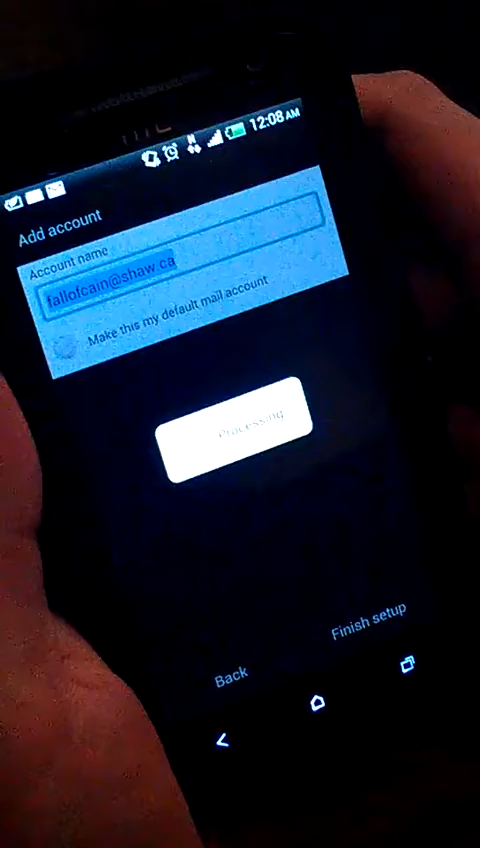 12:08 AM
Add account
Account name
fallofcain@shaw.ca
Make this my default mail account
Processing
Finish setup
Back